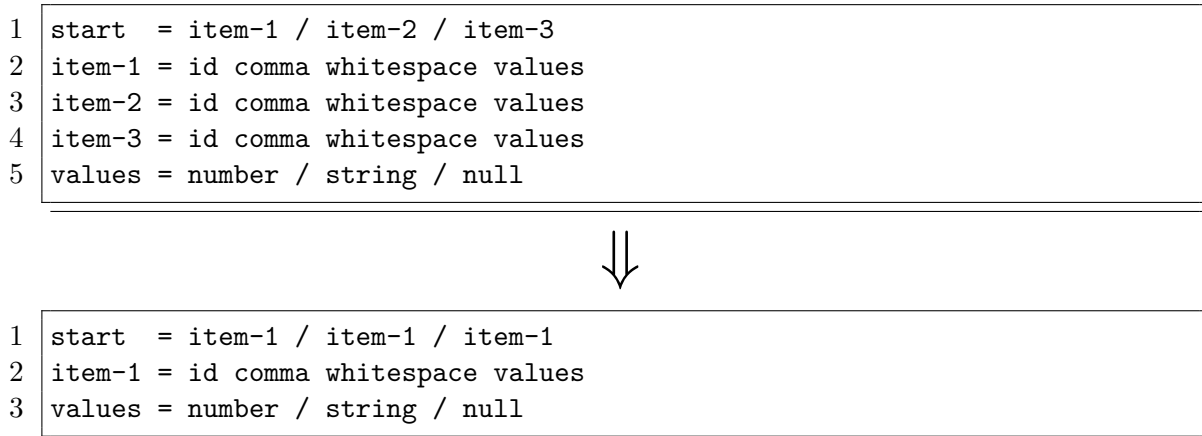 1 start  = item-1 / item-2 / item-3
2 item-1 = id comma whitespace values
3 item-2 = id comma whitespace values
4 item-3 = id comma whitespace values
5 values = number / string / null
⇓
1 start  = item-1 / item-1 / item-1
2 item-1 = id comma whitespace values
3 values = number / string / null